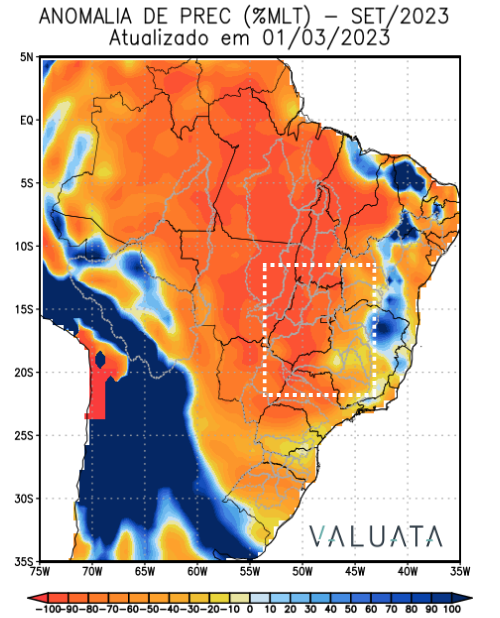 ANOMALIA DE PREC (%MLT) – SET/2023
Atualizado em 01/03/2023
5N
EQ
5S
10S
15S
20S
25S
30S
35S
VALUATA
75W 70W 65W 60W 55W 50W 45W 40W 35W
-100-90-80-70-60-50-40-30-20-10 0 10 20 30 40 50 60 70 80 90 100